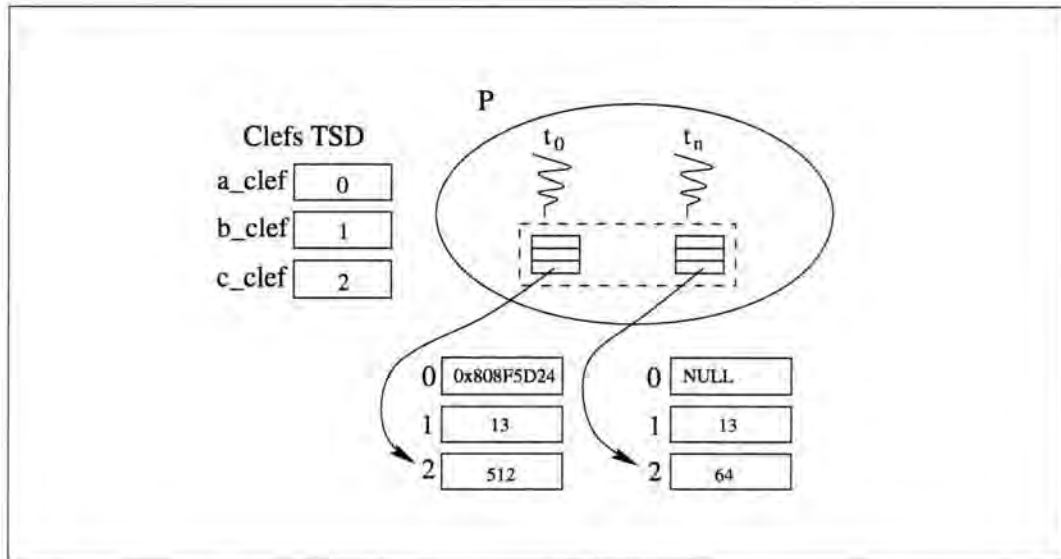 P
Clefs TSD
t0
tn
a_clef 0
b_clef 1
c_clef 2
0 0x808F5D24
0 NULL
1 13
1 13
2 512
2 64